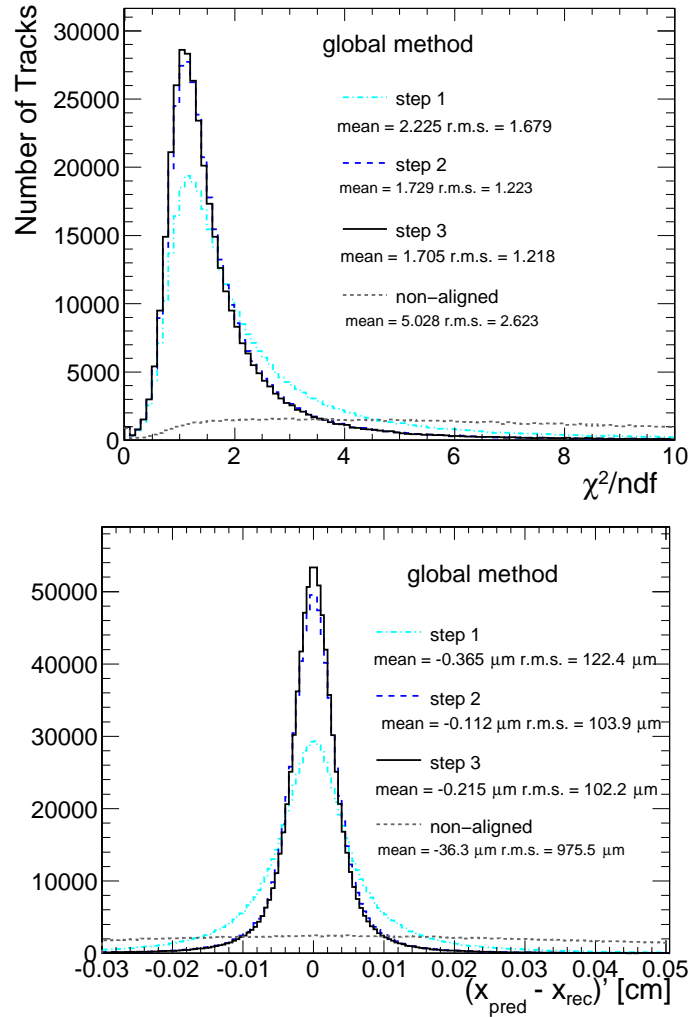 30000
25000
20000
15000
10000
5000
0
Number of Tracks
global method
step 1
mean = 2.225 r.m.s. = 1.679
step 2
mean = 1.729 r.m.s. = 1.223
step 3
mean = 1.705 r.m.s. = 1.218
non−aligned
mean = 5.028 r.m.s. = 2.623
0 2 4 6 8 10
χ²/ndf
50000
40000
30000
20000
10000
0
global method
step 1
mean = -0.365 μm r.m.s. = 122.4 μm
step 2
mean = -0.112 μm r.m.s. = 103.9 μm
step 3
mean = -0.215 μm r.m.s. = 102.2 μm
non−aligned
mean = -36.3 μm r.m.s. = 975.5 μm
-0.03 -0.02 -0.01 0 0.01 0.02 0.03 0.04 0.05
(x_pred - x_rec)' [cm]